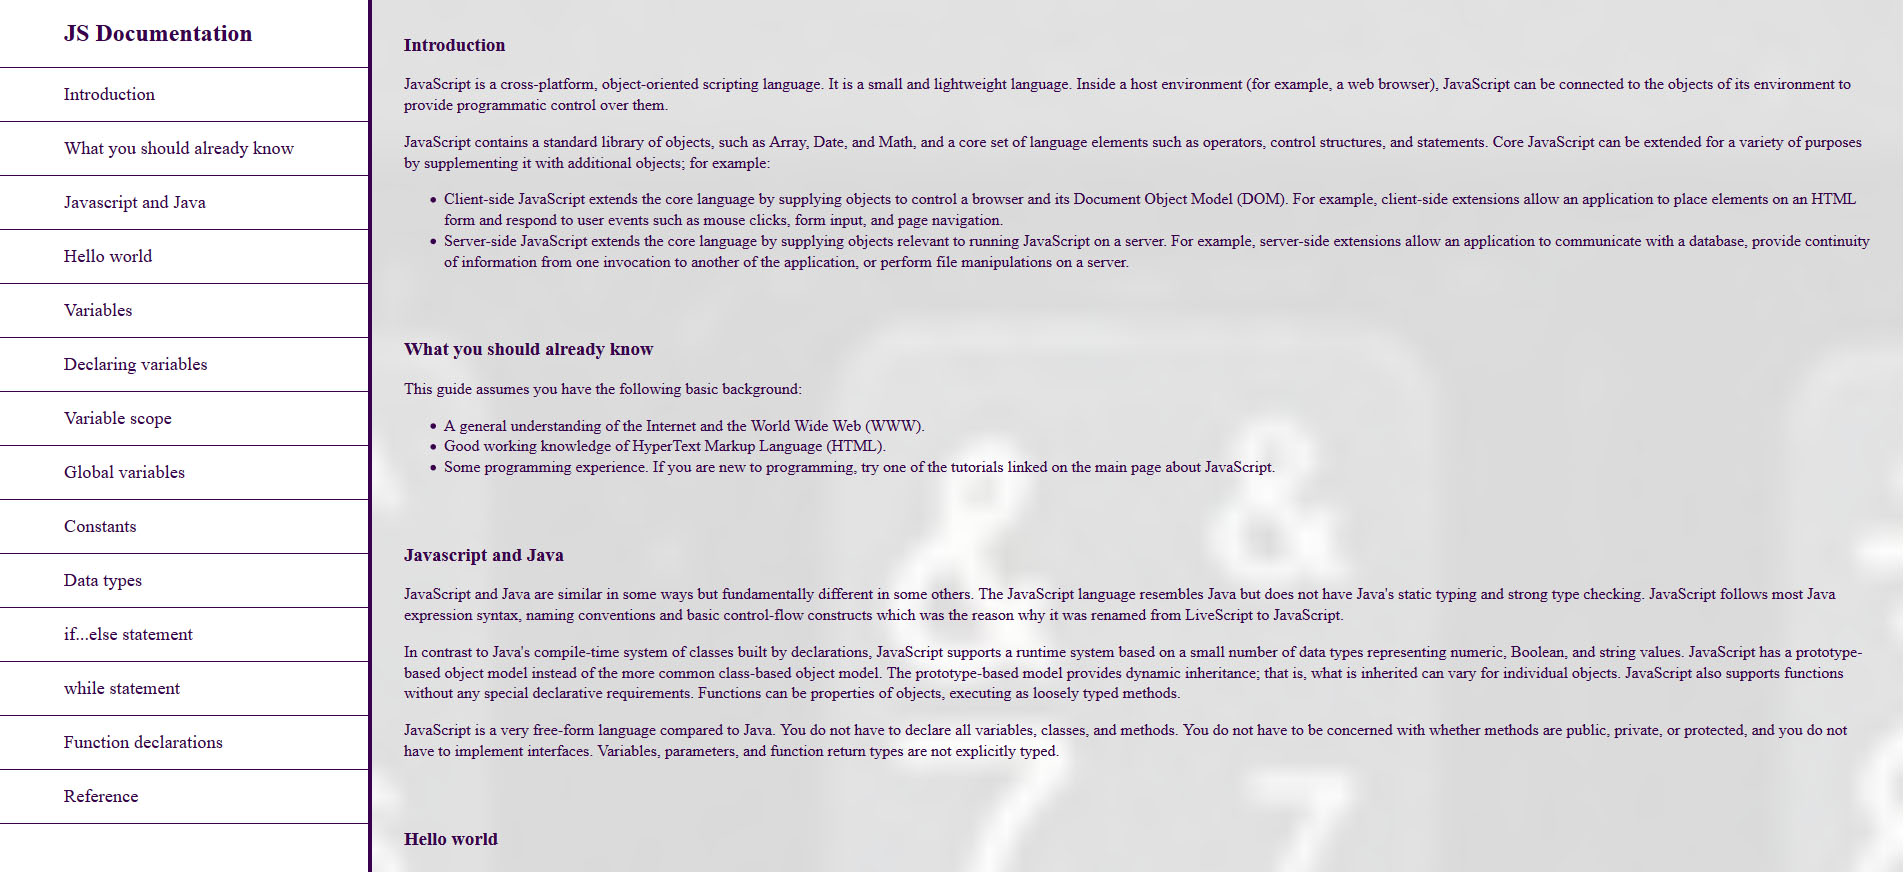 JS Documentation
Introduction
What you should already know
Javascript and Java
Hello world
Variables
Declaring variables
Variable scope
Global variables
Constants
Data types
if...else statement
while statement
Function declarations
Reference
Introduction
JavaScript is a cross-platform, object-oriented scripting language. It is a small and lightweight language. Inside a host environment (for example, a web browser), JavaScript can be connected to the objects of its environment to
provide programmatic control over them.
JavaScript contains a standard library of objects, such as Array, Date, and Math, and a core set of language elements such as operators, control structures, and statements. Core JavaScript can be extended for a variety of purposes
by supplementing it with additional objects; for example:
• Client-side JavaScript extends the core language by supplying objects to control a browser and its Document Object Model (DOM). For example, client-side extensions allow an application to place elements on an HTML
form and respond to user events such as mouse clicks, form input, and page navigation.
• Server-side JavaScript extends the core language by supplying objects relevant to running JavaScript on a server. For example, server-side extensions allow an application to communicate with a database, provide continuity
of information from one invocation to another of the application, or perform file manipulations on a server.
What you should already know
This guide assumes you have the following basic background:
• A general understanding of the Internet and the World Wide Web (WWW).
• Good working knowledge of HyperText Markup Language (HTML).
• Some programming experience. If you are new to programming, try one of the tutorials linked on the main page about JavaScript.
Javascript and Java
JavaScript and Java are similar in some ways but fundamentally different in some others. The JavaScript language resembles Java but does not have Java's static typing and strong type checking. JavaScript follows most Java
expression syntax, naming conventions and basic control-flow constructs which was the reason why it was renamed from LiveScript to JavaScript.
In contrast to Java's compile-time system of classes built by declarations, JavaScript supports a runtime system based on a small number of data types representing numeric, Boolean, and string values. JavaScript has a prototype-
based object model instead of the more common class-based object model. The prototype-based model provides dynamic inheritance; that is, what is inherited can vary for individual objects. JavaScript also supports functions
without any special declarative requirements. Functions can be properties of objects, executing as loosely typed methods.
JavaScript is a very free-form language compared to Java. You do not have to declare all variables, classes, and methods. You do not have to be concerned with whether methods are public, private, or protected, and you do not
have to implement interfaces. Variables, parameters, and function return types are not explicitly typed.
Hello world
& &
7 7